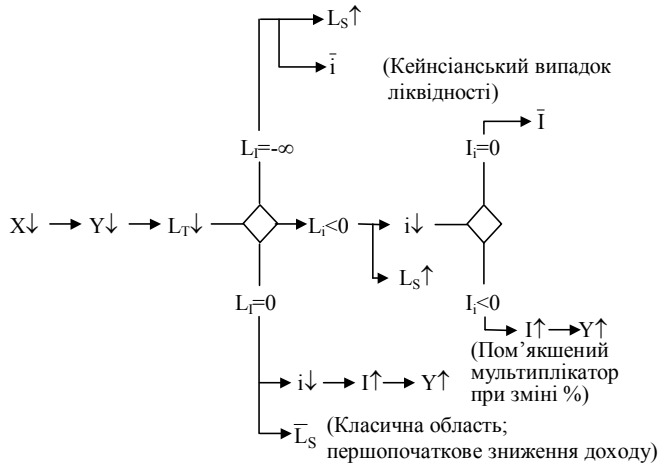 L_S↑
i̅
(Кейнсіанський випадок
ліквідності)
I̅
L_I=-∞
I_i=0
X↓ → Y↓ → L_T↓ → L_i<0 → i↓
L_S↑
L_I=0
I_i<0
I↑ → Y↑
(Пом’якшений
мультиплікатор
при зміні %)
i↓ → I↑ → Y↑
L̅_S
(Класична область;
першопочаткове зниження доходу)